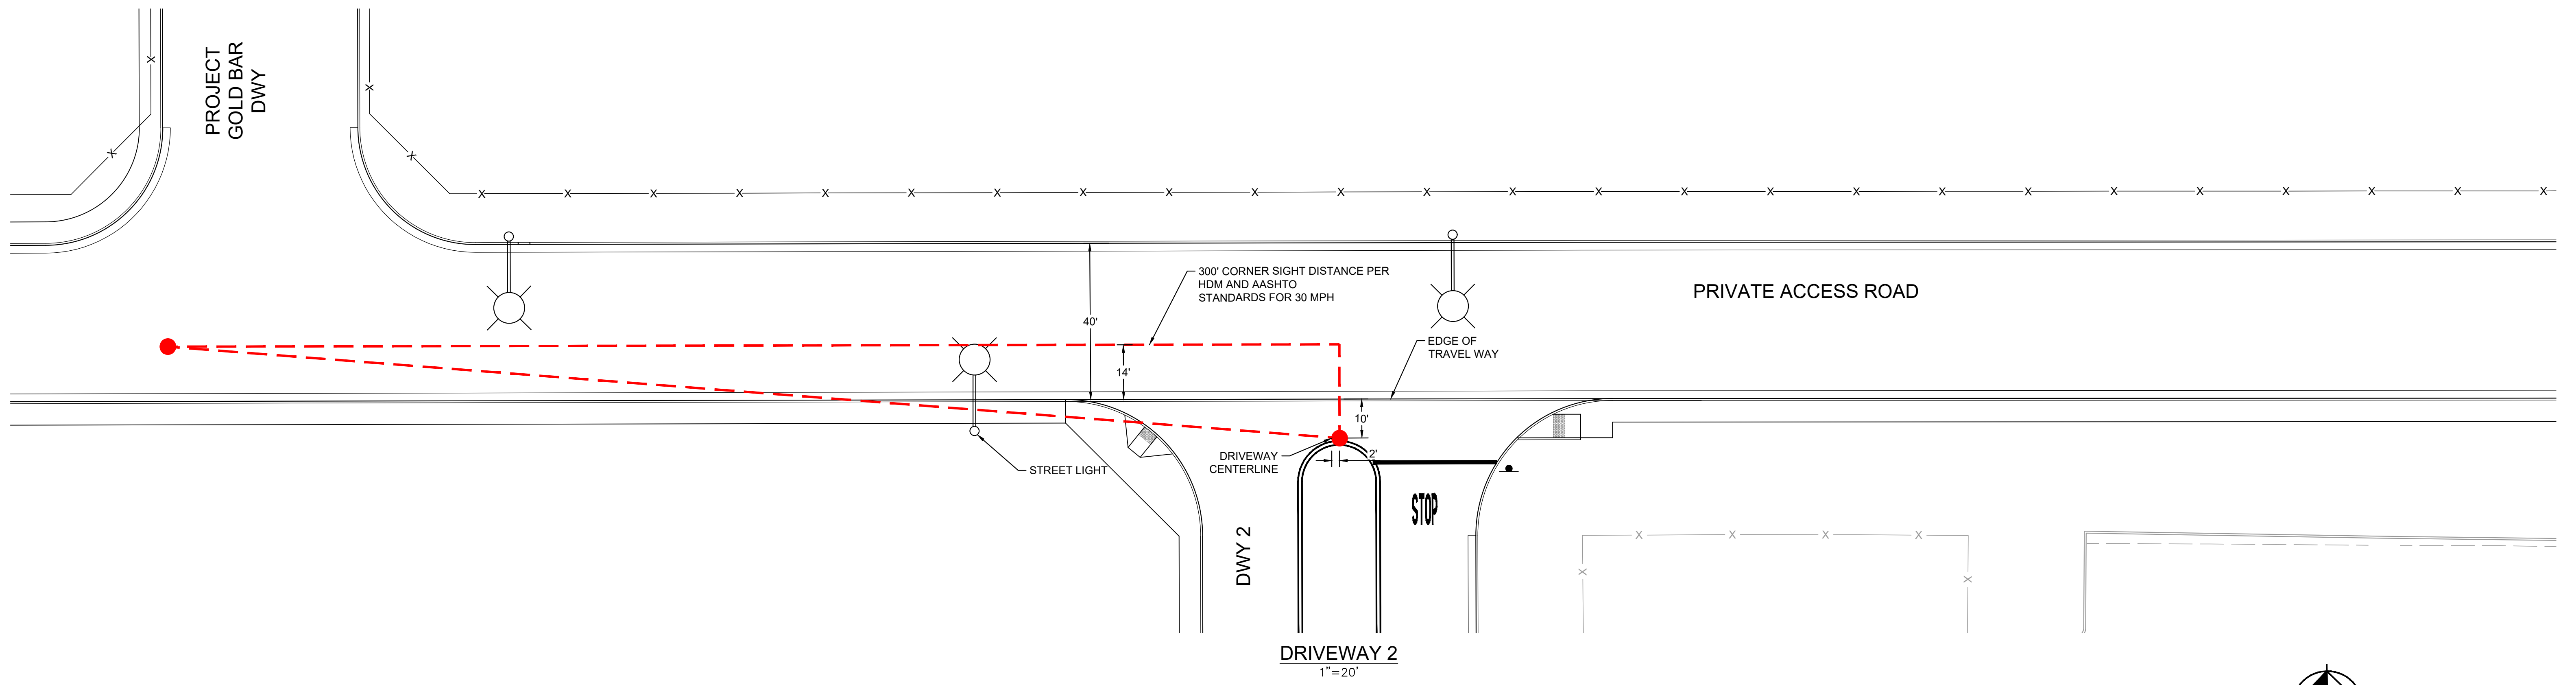 PROJECT
GOLD BAR
DWY
300' CORNER SIGHT DISTANCE PER
HDM AND AASHTO
STANDARDS FOR 30 MPH
PRIVATE ACCESS ROAD
40'
14'
EDGE OF
TRAVEL WAY
10'
2'
DRIVEWAY
CENTERLINE
STREET LIGHT
STOP
DWY 2
DRIVEWAY 2
1"=20'